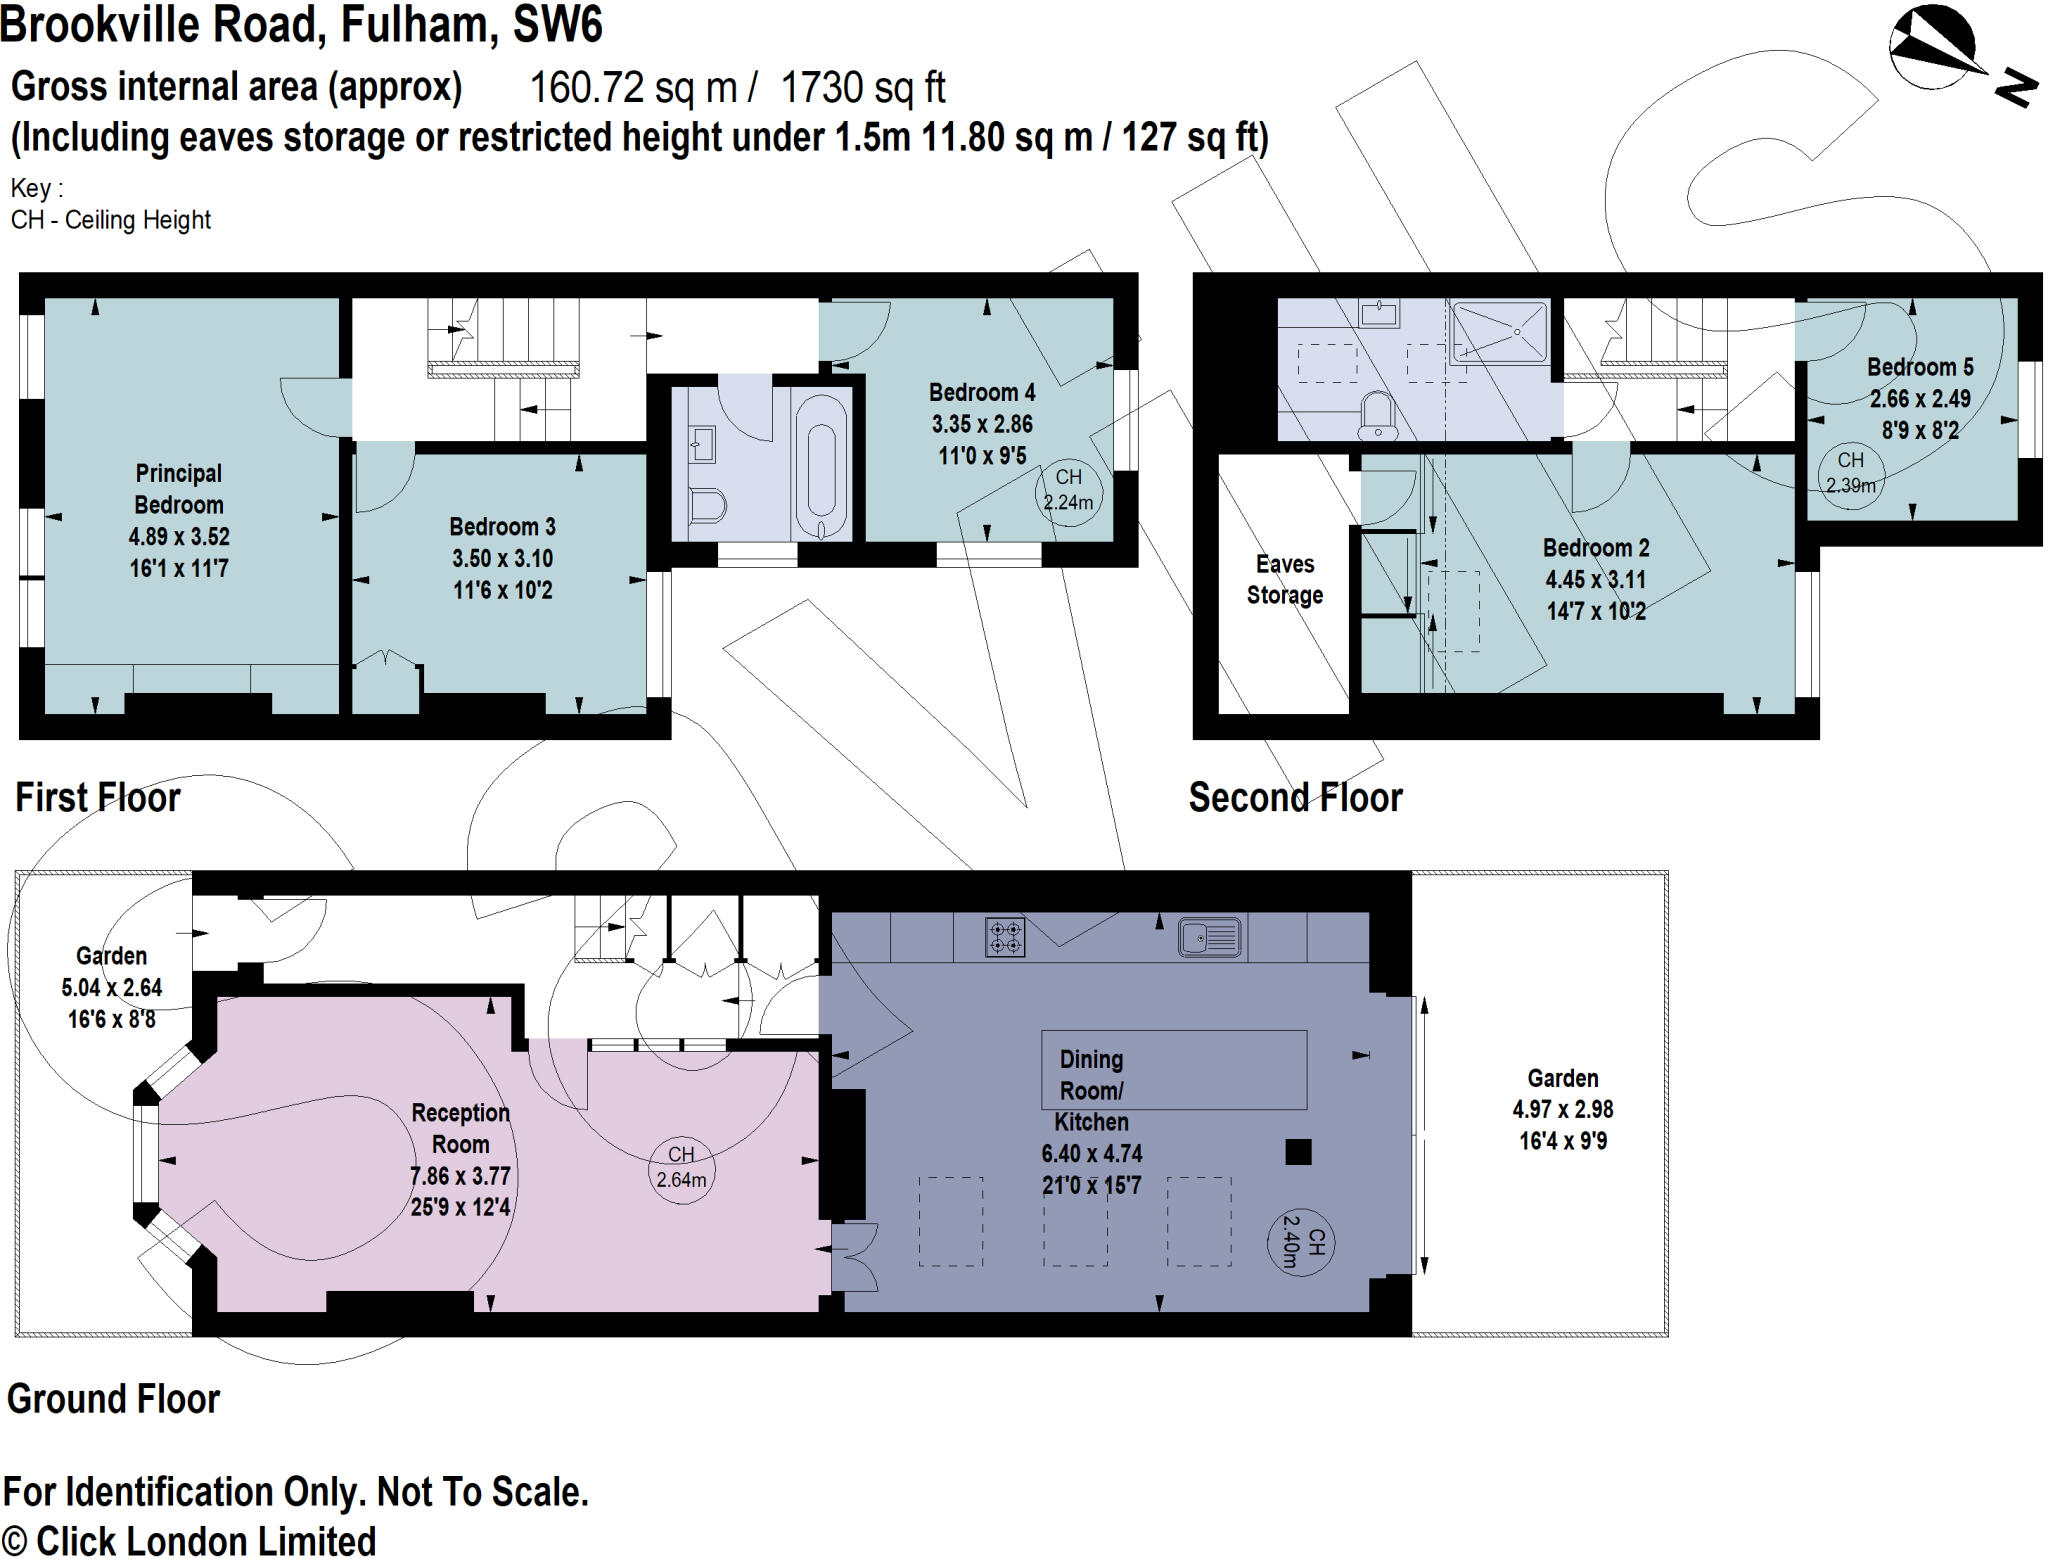 Brookville Road, Fulham, SW6
Gross internal area (approx) 160.72 sq m / 1730 sq ft
(Including eaves storage or restricted height under 1.5m 11.80 sq m / 127 sq ft)
Key :
CH - Ceiling Height
N
Principal
Bedroom
4.89 x 3.52
16'1 x 11'7
Bedroom 3
3.50 x 3.10
11'6 x 10'2
Bedroom 4
3.35 x 2.86
11'0 x 9'5
CH
2.24m
First Floor
Eaves
Storage
Bedroom 2
4.45 x 3.11
14'7 x 10'2
Bedroom 5
2.66 x 2.49
8'9 x 8'2
CH
2.39m
Second Floor
Garden
5.04 x 2.64
16'6 x 8'8
Reception
Room
7.86 x 3.77
25'9 x 12'4
CH
2.64m
Dining
Room/
Kitchen
6.40 x 4.74
21'0 x 15'7
CH
2.40m
Garden
4.97 x 2.98
16'4 x 9'9
Ground Floor
For Identification Only. Not To Scale.
© Click London Limited